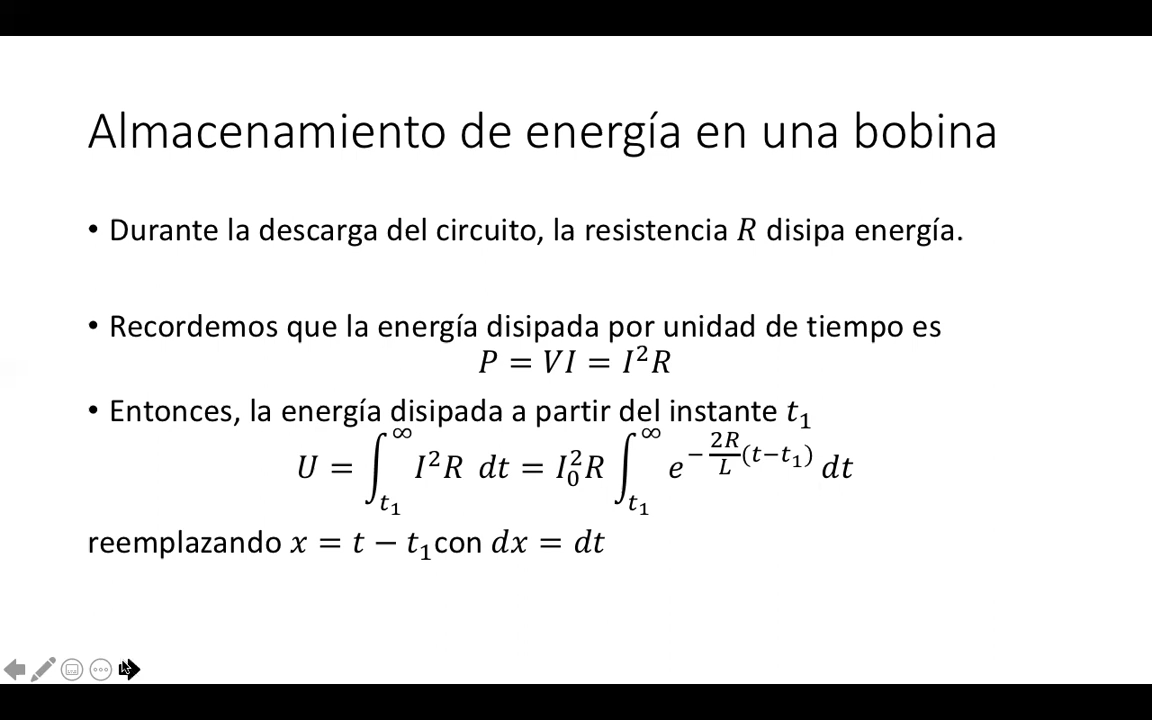 Almacenamiento de energía en una bobina
• Durante la descarga del circuito, la resistencia R disipa energía.
• Recordemos que la energía disipada por unidad de tiempo es
P = VI = I²R
• Entonces, la energía disipada a partir del instante t₁
U = ∫_{t₁}^{∞} I²R dt = I₀²R ∫_{t₁}^{∞} e^{−\frac{2R}{L}(t−t₁)} dt
reemplazando x = t − t₁con dx = dt